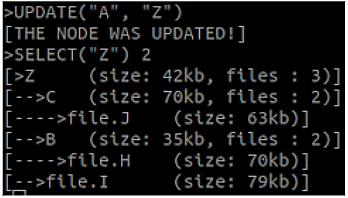 >UPDATE("A", "Z")
[THE NODE WAS UPDATED!]
>SELECT("Z") 2
[>Z     (size: 42kb, files : 3)]
[-->C   (size: 70kb, files : 2)]
[---->file.J    (size: 63kb)]
[-->B   (size: 35kb, files : 2)]
[---->file.H    (size: 70kb)]
[-->file.I      (size: 79kb)]